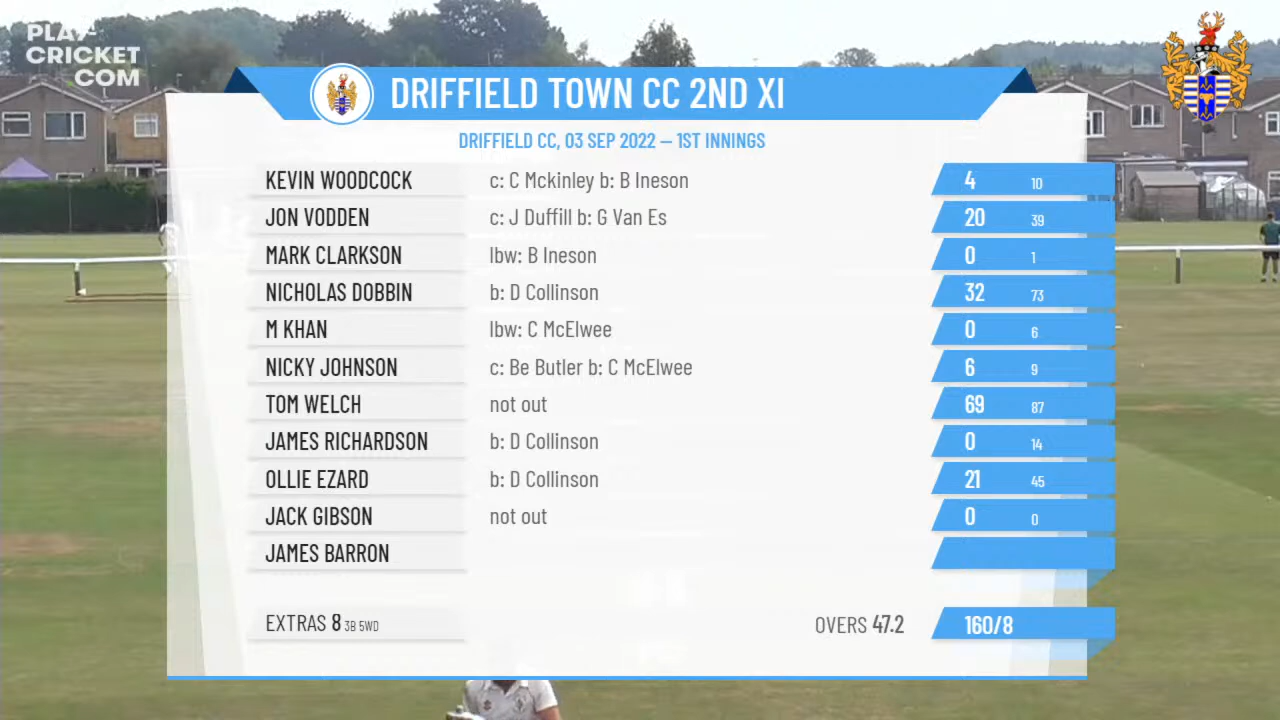 PLAY-
CRICKET
COM
DRIFFIELD TOWN CC 2ND XI
DRIFFIELD CC, 03 SEP 2022 – 1ST INNINGS
KEVIN WOODCOCK c: C Mckinley b: B Ineson 4 10
JON VODDEN c: J Duffill b: G Van Es 20 39
MARK CLARKSON lbw: B Ineson 0 1
NICHOLAS DOBBIN b: D Collinson 32 73
M KHAN lbw: C McElwee 0 6
NICKY JOHNSON c: Be Butler b: C McElwee 6 9
TOM WELCH not out 69 87
JAMES RICHARDSON b: D Collinson 0 14
OLLIE EZARD b: D Collinson 21 45
JACK GIBSON not out 0 0
JAMES BARRON
EXTRAS 8 3B 5WD OVERS 47.2 160/8